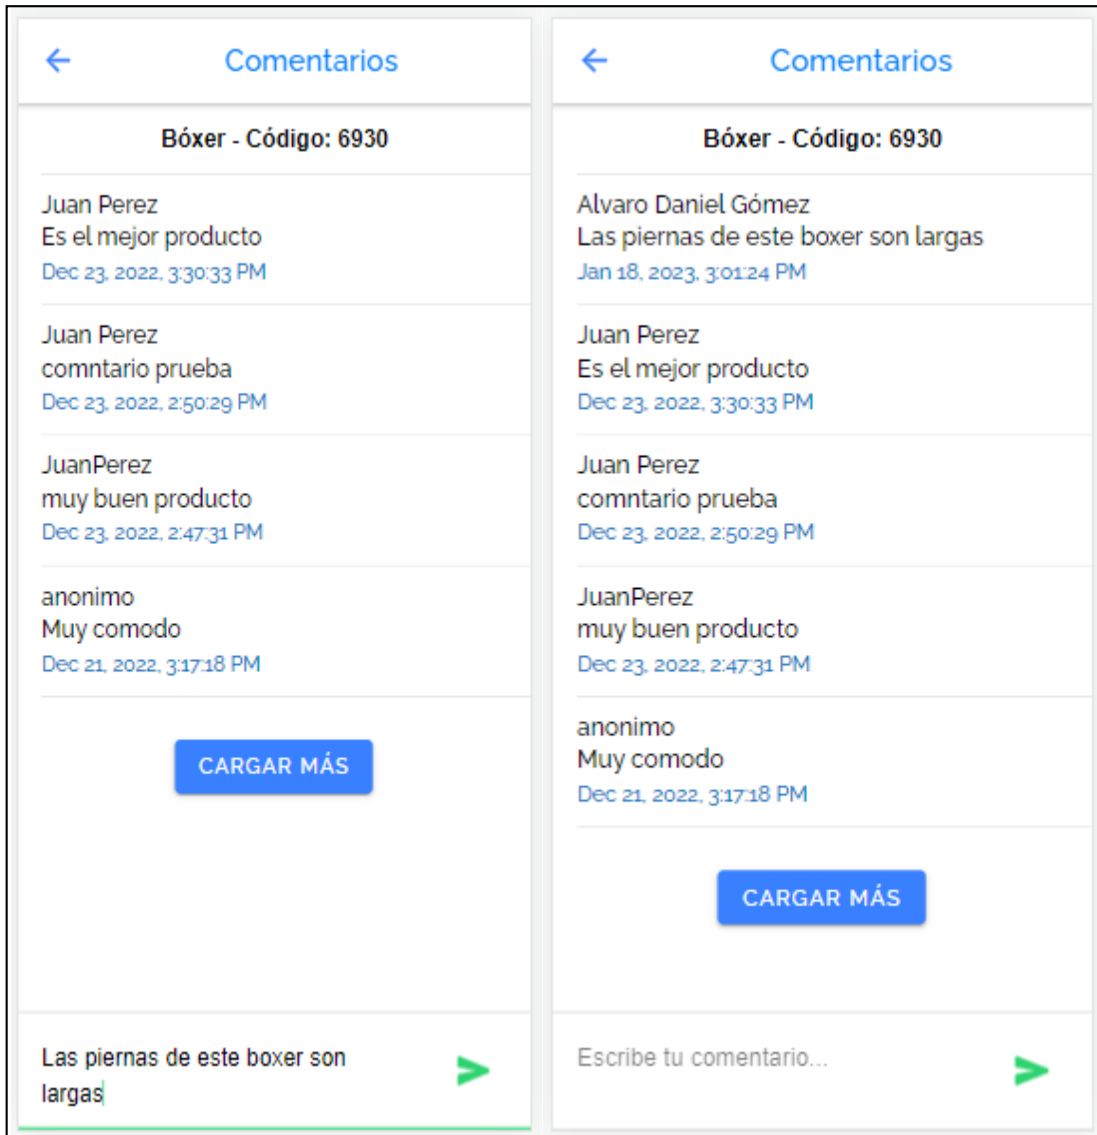 Comentarios
Bóxer - Código: 6930
Juan Perez
Es el mejor producto
Dec 23, 2022, 3:30:33 PM
Juan Perez
comntario prueba
Dec 23, 2022, 2:50:29 PM
JuanPerez
muy buen producto
Dec 23, 2022, 2:47:31 PM
anonimo
Muy comodo
Dec 21, 2022, 3:17:18 PM
CARGAR MÁS
Las piernas de este boxer son
largas
Comentarios
Bóxer - Código: 6930
Alvaro Daniel Gómez
Las piernas de este boxer son largas
Jan 18, 2023, 3:01:24 PM
Juan Perez
Es el mejor producto
Dec 23, 2022, 3:30:33 PM
Juan Perez
comntario prueba
Dec 23, 2022, 2:50:29 PM
JuanPerez
muy buen producto
Dec 23, 2022, 2:47:31 PM
anonimo
Muy comodo
Dec 21, 2022, 3:17:18 PM
CARGAR MÁS
Escribe tu comentario...